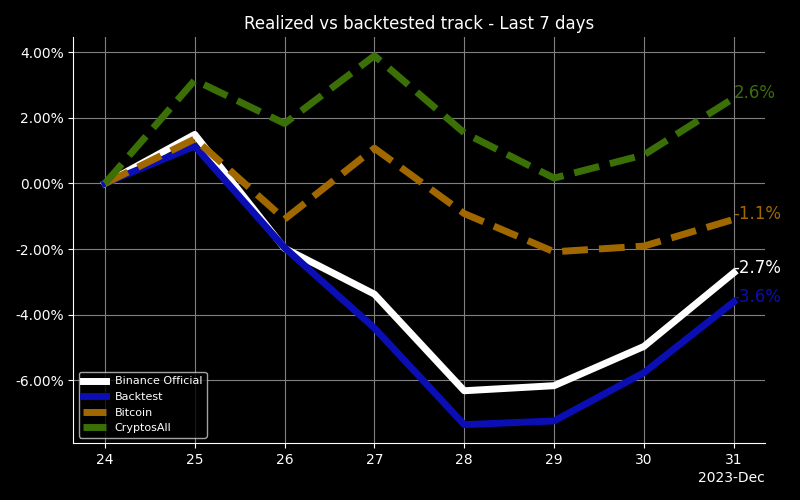 Realized vs backtested track - Last 7 days
4.00%
2.00%
0.00%
-2.00%
-4.00%
-6.00%
2.6%
-1.1%
-2.7%
-3.6%
Binance Official
Backtest
Bitcoin
CryptosAll
24 25 26 27 28 29 30 31
2023-Dec